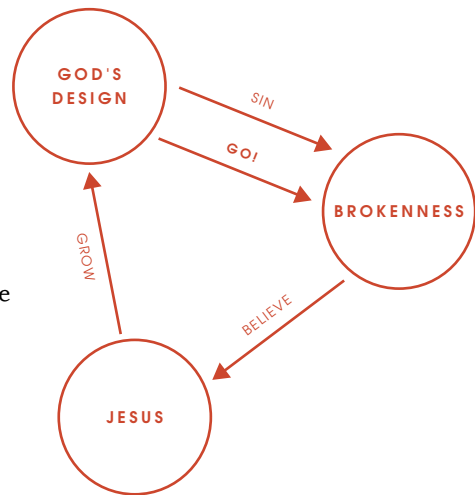 GOD'S
DESIGN
SIN
GO!
BROKENNESS
GROW
e
BELIEVE
JESUS